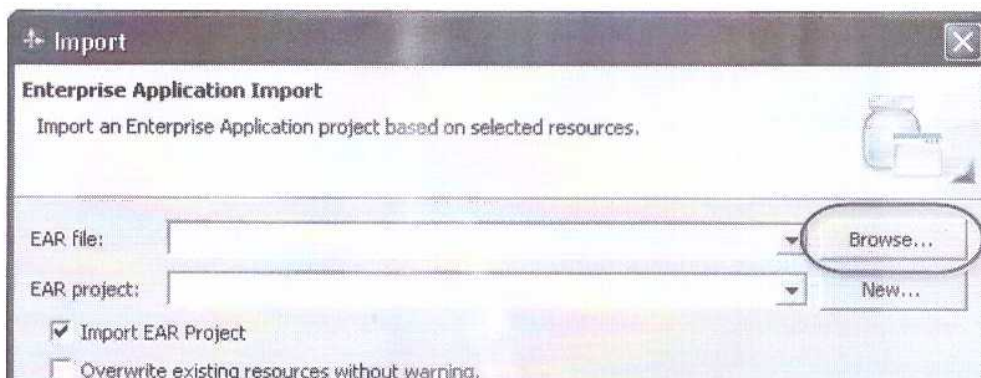 Import
Enterprise Application Import
Import an Enterprise Application project based on selected resources.
EAR file:
Browse...
EAR project:
New...
Import EAR Project
Overwrite existing resources without warning.